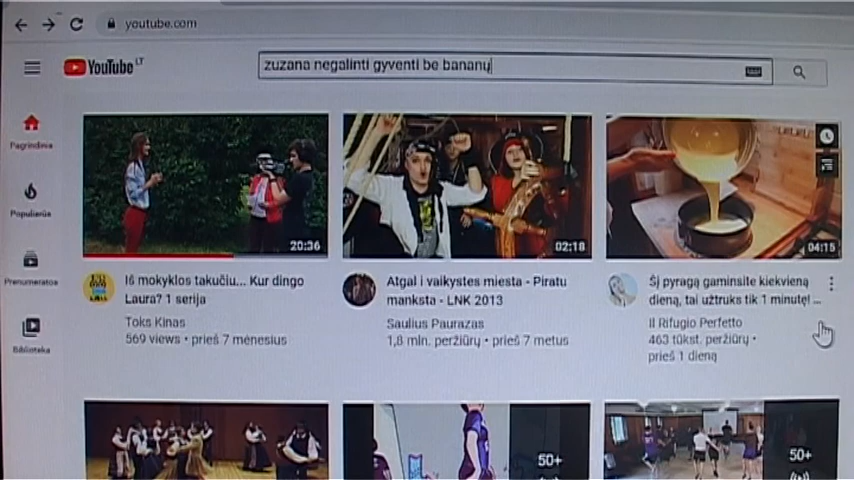 youtube.com
YouTube LT
zuzana negalinti gyventi be bananų
Pagrindinis
Populiarūs
Prenumeratos
Biblioteka
20:36
02:18
04:15
Iš mokyklos takučiu... Kur dingo
Laura? 1 serija
Toks Kinas
569 views • prieš 7 mėnesius
Atgal i vaikystes miesta - Piratu
manksta - LNK 2013
Saulius Paurazas
1,8 mln. peržiūrų • prieš 7 metus
Šį pyragą gaminsite kiekvieną
dieną, tai užtruks tik 1 minutę! ...
Il Rifugio Perfetto
463 tūkst. peržiūrų •
prieš 1 dieną
50+
50+